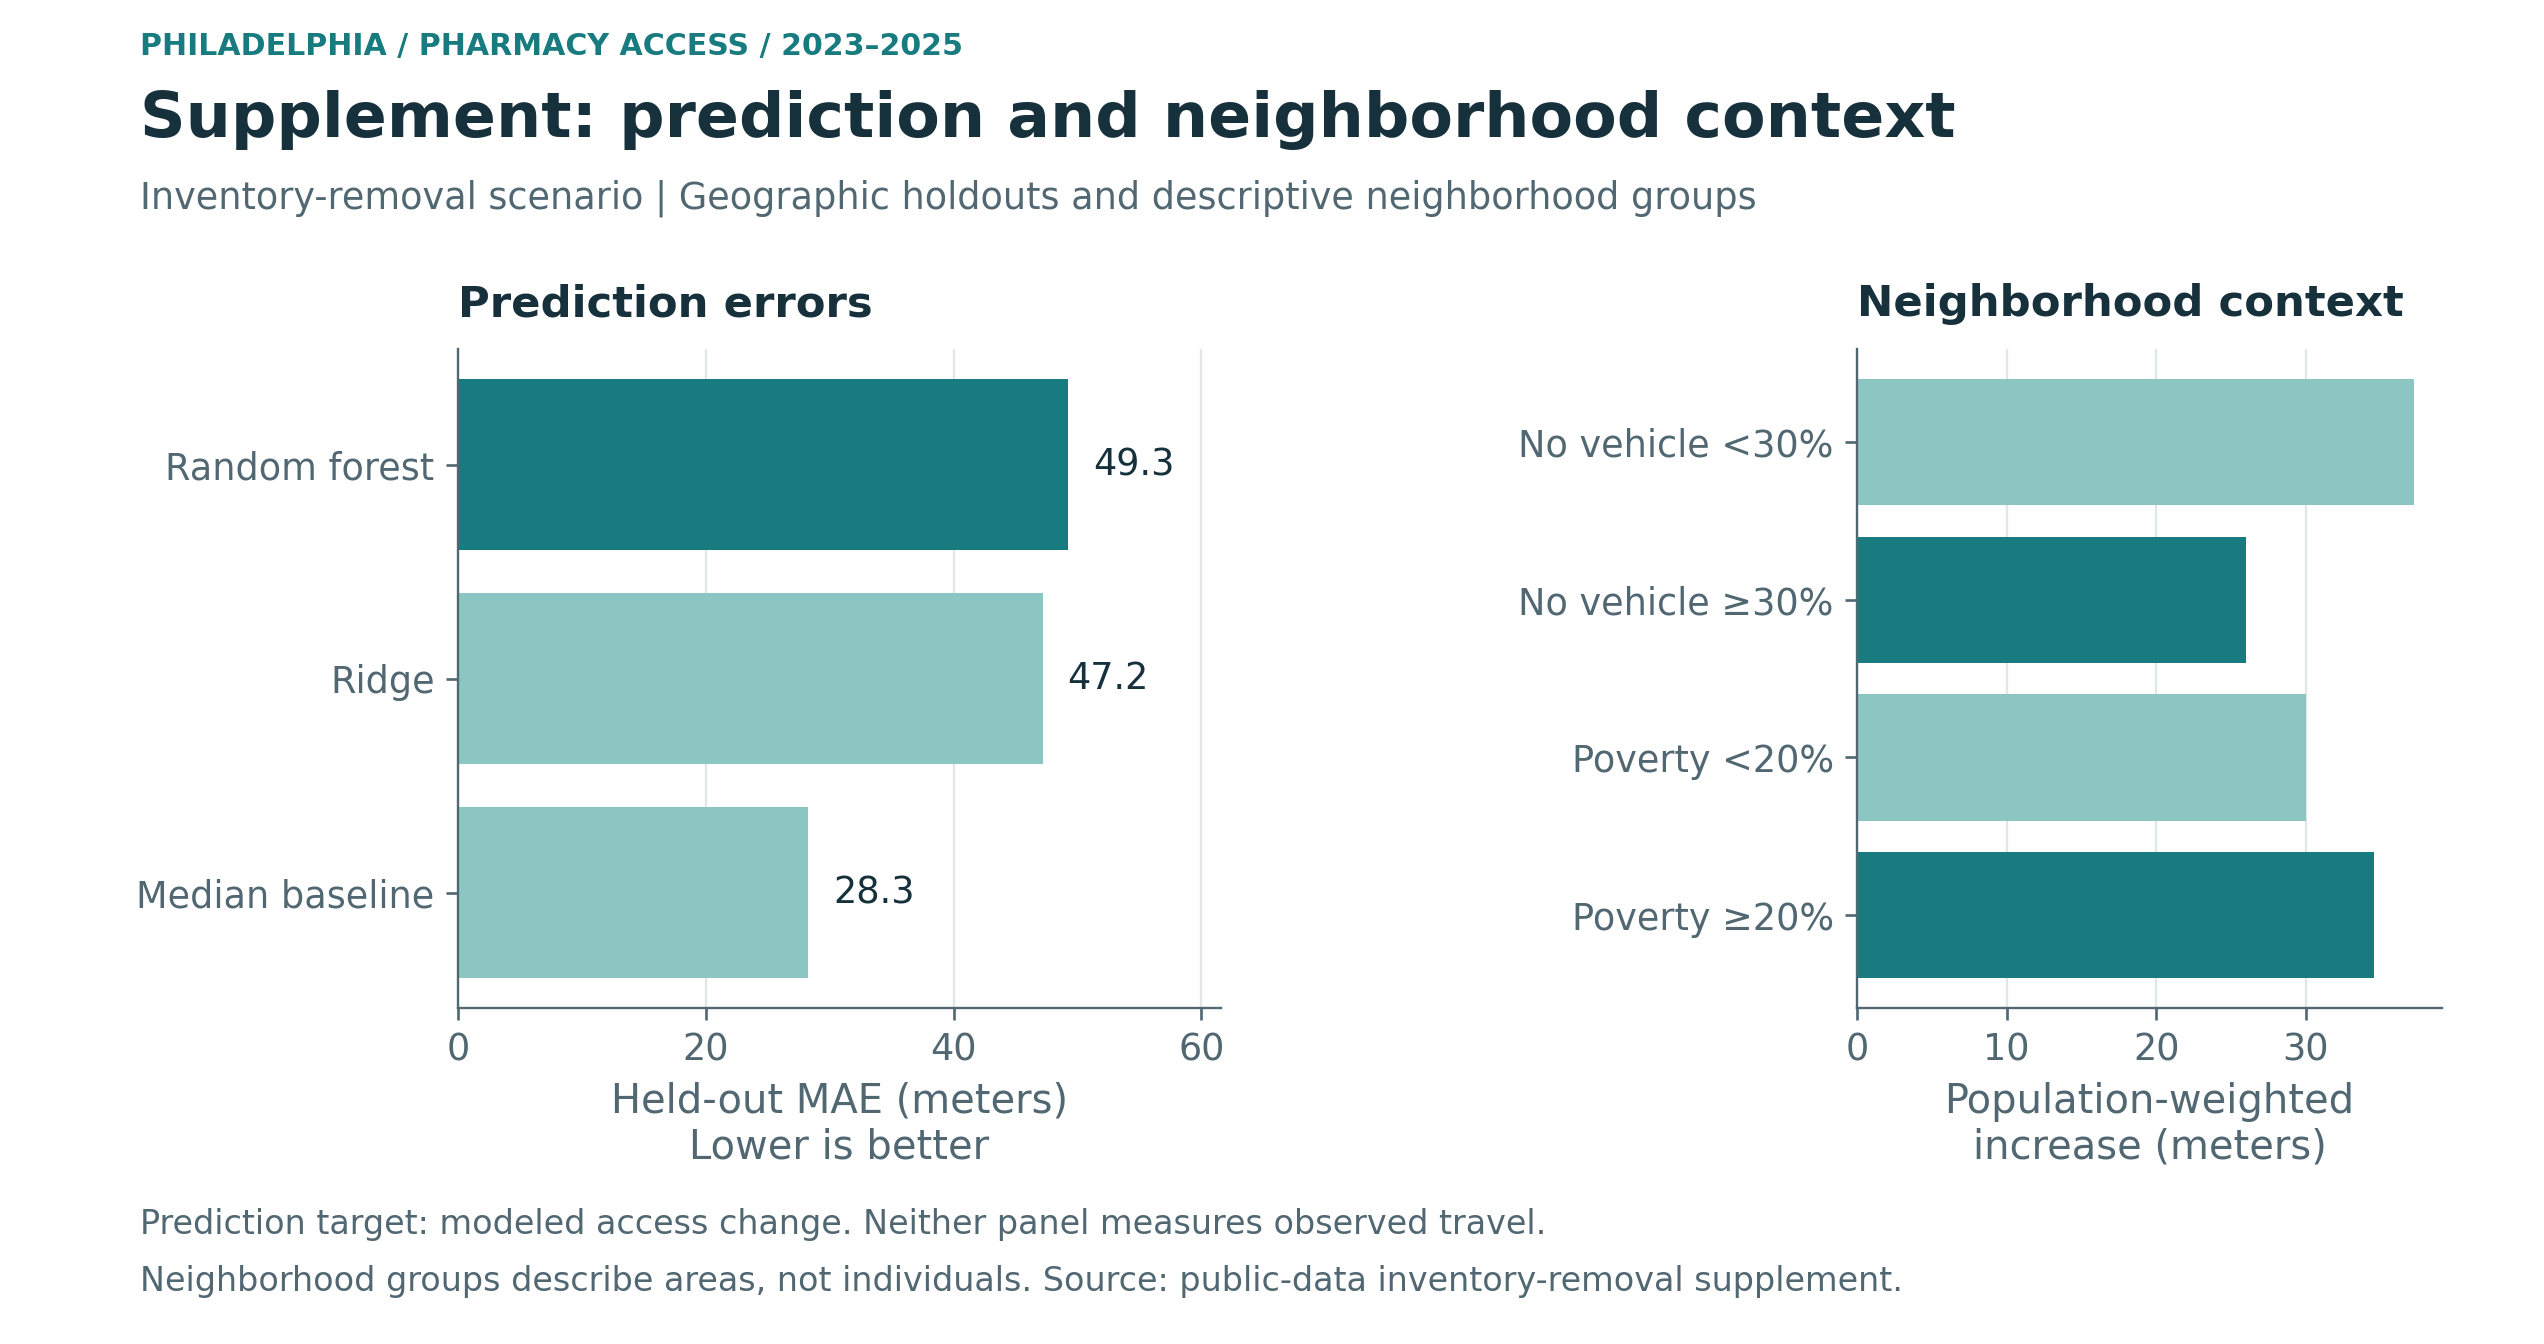 PHILADELPHIA / PHARMACY ACCESS / 2023–2025
Supplement: prediction and neighborhood context
Inventory-removal scenario | Geographic holdouts and descriptive neighborhood groups
Prediction errors
Random forest
49.3
Ridge
47.2
Median baseline
28.3
0 20 40 60
Held-out MAE (meters)
Lower is better
Neighborhood context
No vehicle <30%
No vehicle ≥30%
Poverty <20%
Poverty ≥20%
0 10 20 30
Population-weighted
increase (meters)
Prediction target: modeled access change. Neither panel measures observed travel.
Neighborhood groups describe areas, not individuals. Source: public-data inventory-removal supplement.